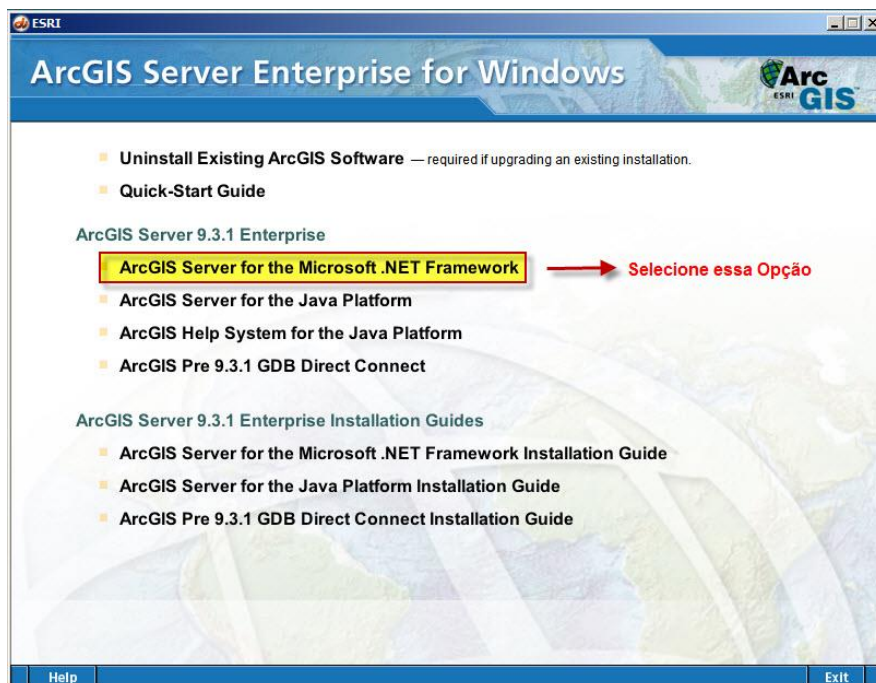 ESRI
ArcGIS Server Enterprise for Windows
ESRI ArcGIS
Uninstall Existing ArcGIS Software — required if upgrading an existing installation.
Quick-Start Guide
ArcGIS Server 9.3.1 Enterprise
ArcGIS Server for the Microsoft .NET Framework
Selecione essa Opção
ArcGIS Server for the Java Platform
ArcGIS Help System for the Java Platform
ArcGIS Pre 9.3.1 GDB Direct Connect
ArcGIS Server 9.3.1 Enterprise Installation Guides
ArcGIS Server for the Microsoft .NET Framework Installation Guide
ArcGIS Server for the Java Platform Installation Guide
ArcGIS Pre 9.3.1 GDB Direct Connect Installation Guide
Help
Exit